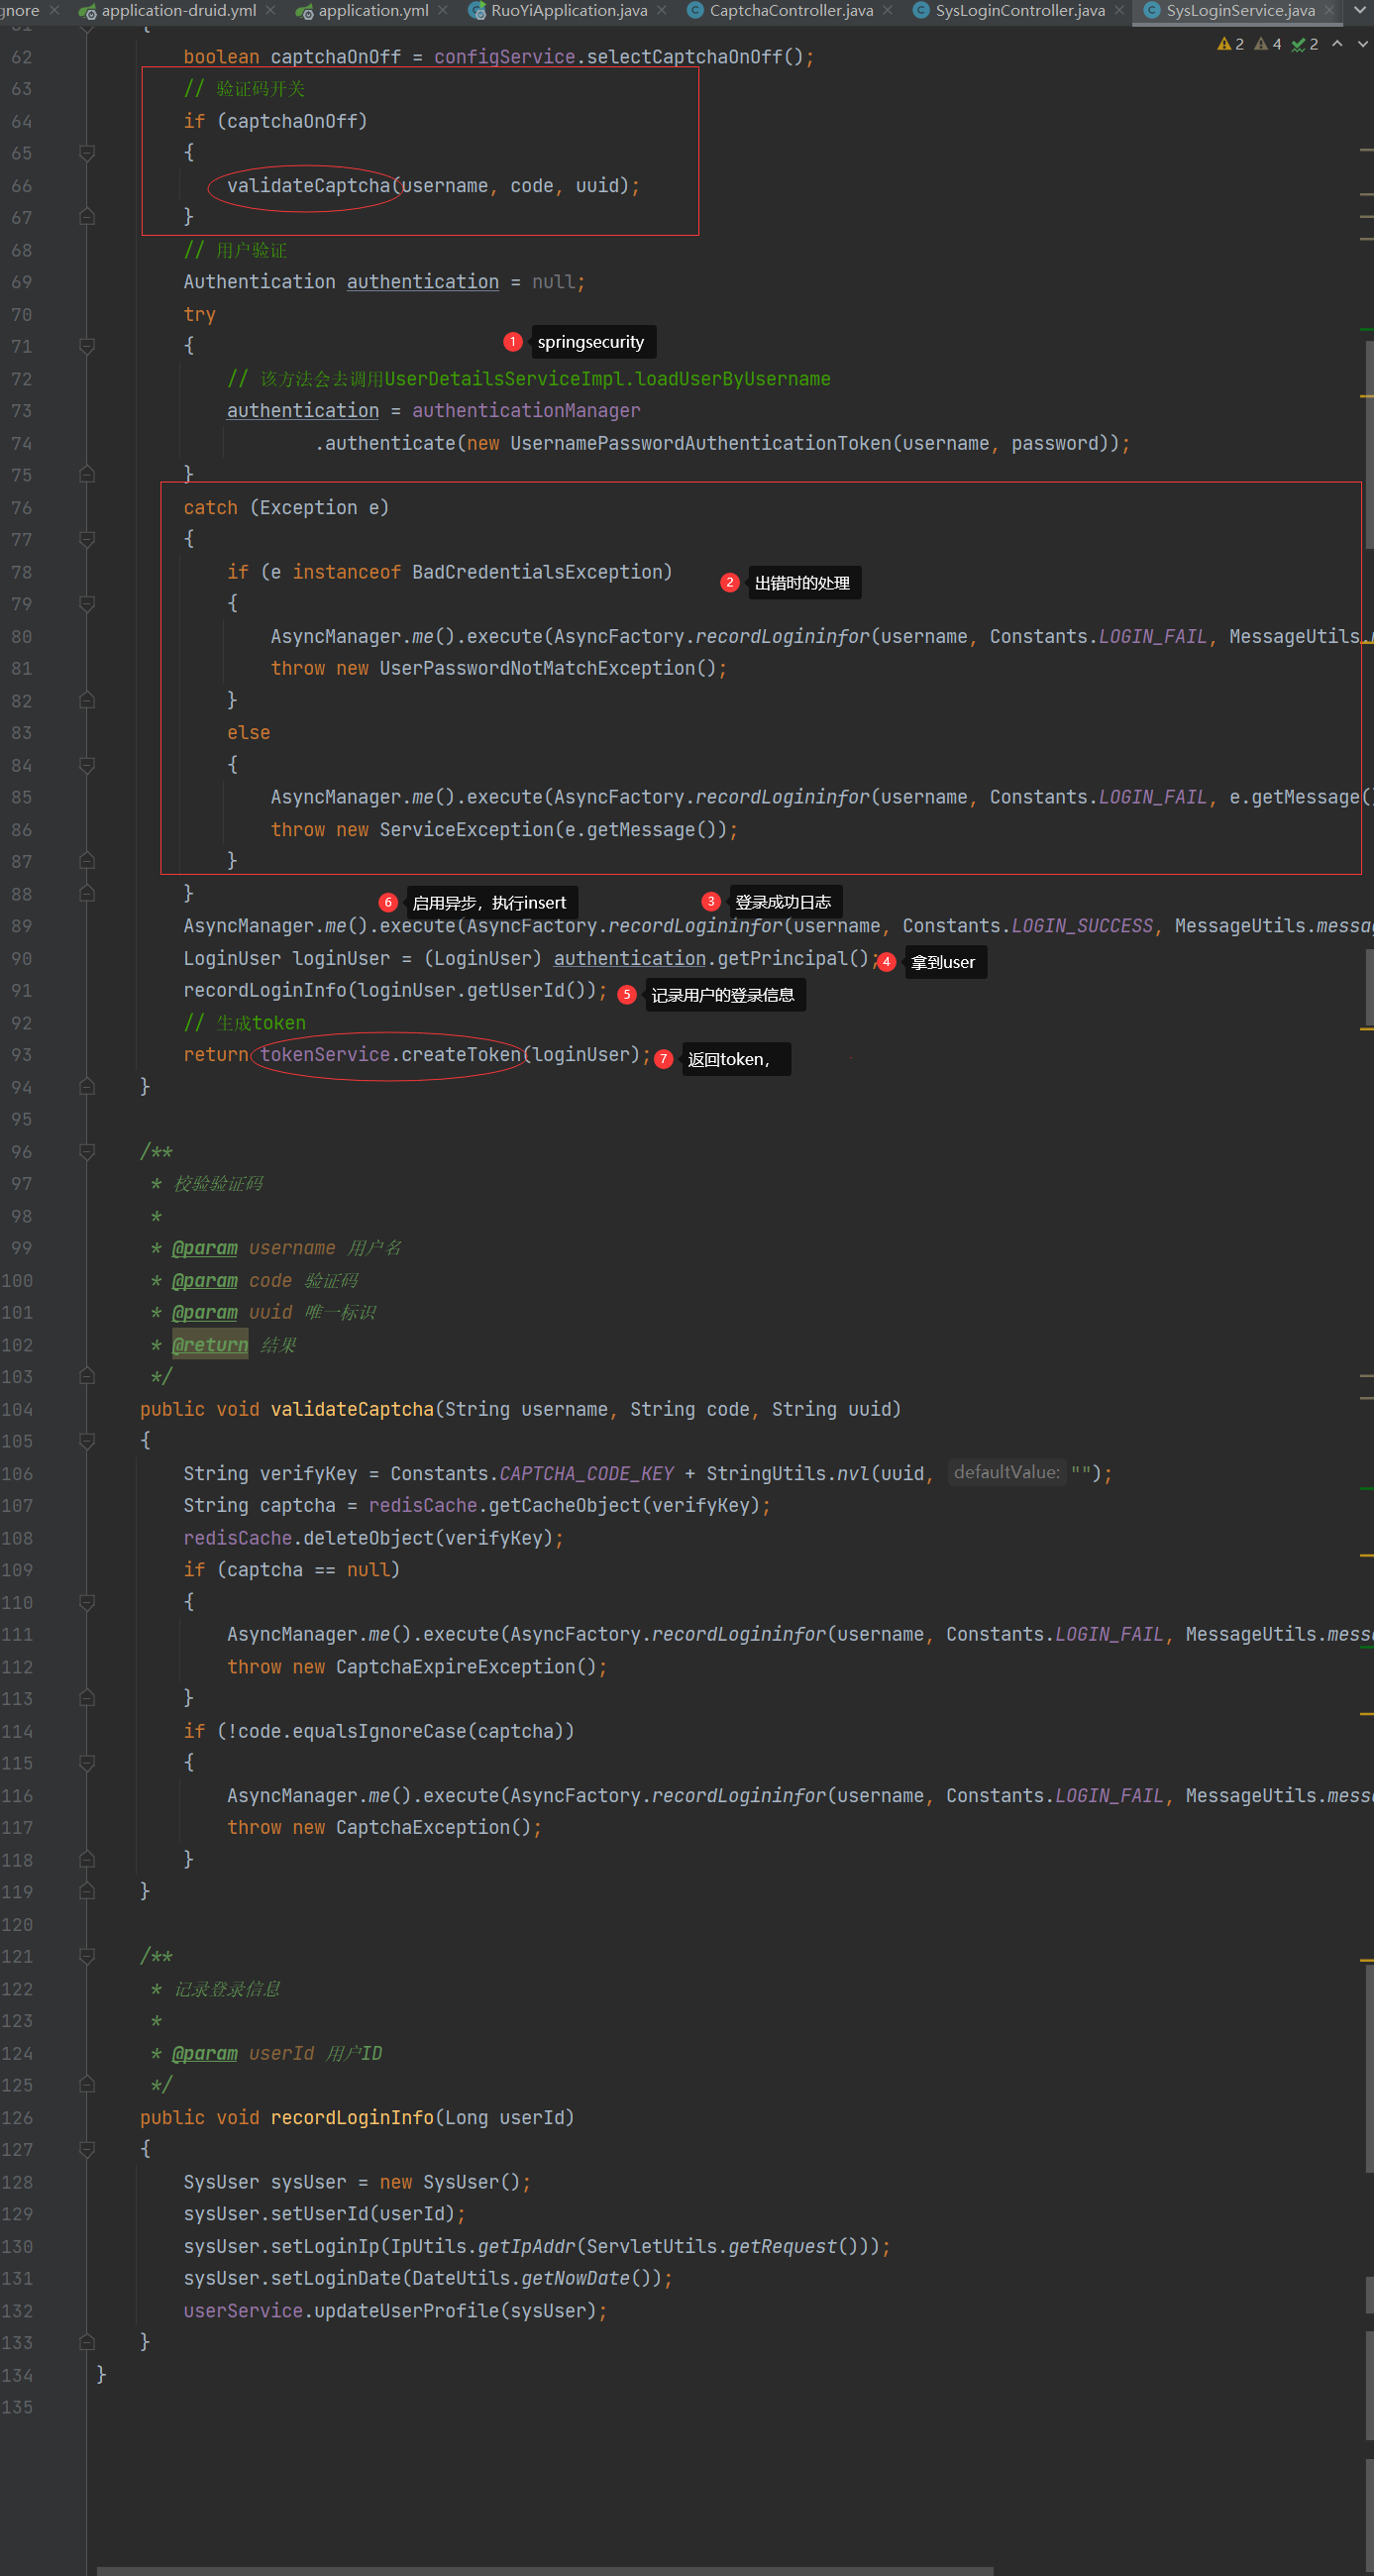 gnore application-druid.yml application.yml RuoYiApplication.java CaptchaController.java SysLoginController.java SysLoginService.java
2 4 2
62 boolean captchaOnOff = configService.selectCaptchaOnOff();
63 // 验证码开关
64 if (captchaOnOff)
65 {
66 validateCaptcha(username, code, uuid);
67 }
68 // 用户验证
69 Authentication authentication = null;
70 try
1 springsecurity
71 {
72 // 该方法会去调用UserDetailsServiceImpl.loadUserByUsername
73 authentication = authenticationManager
74 .authenticate(new UsernamePasswordAuthenticationToken(username, password));
75 }
76 catch (Exception e)
77 {
78 if (e instanceof BadCredentialsException)
2 出错时的处理
79 {
80 AsyncManager.me().execute(AsyncFactory.recordLogininfor(username, Constants.LOGIN_FAIL, MessageUtils.
81 throw new UserPasswordNotMatchException();
82 }
83 else
84 {
85 AsyncManager.me().execute(AsyncFactory.recordLogininfor(username, Constants.LOGIN_FAIL, e.getMessage()
86 throw new ServiceException(e.getMessage());
87 }
88 }
6 启用异步，执行insert 3 登录成功日志
89 AsyncManager.me().execute(AsyncFactory.recordLogininfor(username, Constants.LOGIN_SUCCESS, MessageUtils.messa
90 LoginUser loginUser = (LoginUser) authentication.getPrincipal(); 4 拿到user
91 recordLoginInfo(loginUser.getUserId()); 5 记录用户的登录信息
92 // 生成token
93 return tokenService.createToken(loginUser); 7 返回token，
94 }
95
96 /**
97 * 校验验证码
98 *
99 * @param username 用户名
100 * @param code 验证码
101 * @param uuid 唯一标识
102 * @return 结果
103 */
104 public void validateCaptcha(String username, String code, String uuid)
105 {
106 String verifyKey = Constants.CAPTCHA_CODE_KEY + StringUtils.nvl(uuid, defaultValue: "");
107 String captcha = redisCache.getCacheObject(verifyKey);
108 redisCache.deleteObject(verifyKey);
109 if (captcha == null)
110 {
111 AsyncManager.me().execute(AsyncFactory.recordLogininfor(username, Constants.LOGIN_FAIL, MessageUtils.mess
112 throw new CaptchaExpireException();
113 }
114 if (!code.equalsIgnoreCase(captcha))
115 {
116 AsyncManager.me().execute(AsyncFactory.recordLogininfor(username, Constants.LOGIN_FAIL, MessageUtils.mess
117 throw new CaptchaException();
118 }
119 }
120
121 /**
122 * 记录登录信息
123 *
124 * @param userId 用户ID
125 */
126 public void recordLoginInfo(Long userId)
127 {
128 SysUser sysUser = new SysUser();
129 sysUser.setUserId(userId);
130 sysUser.setLoginIp(IpUtils.getIpAddr(ServletUtils.getRequest()));
131 sysUser.setLoginDate(DateUtils.getNowDate());
132 userService.updateUserProfile(sysUser);
133 }
134 }
135